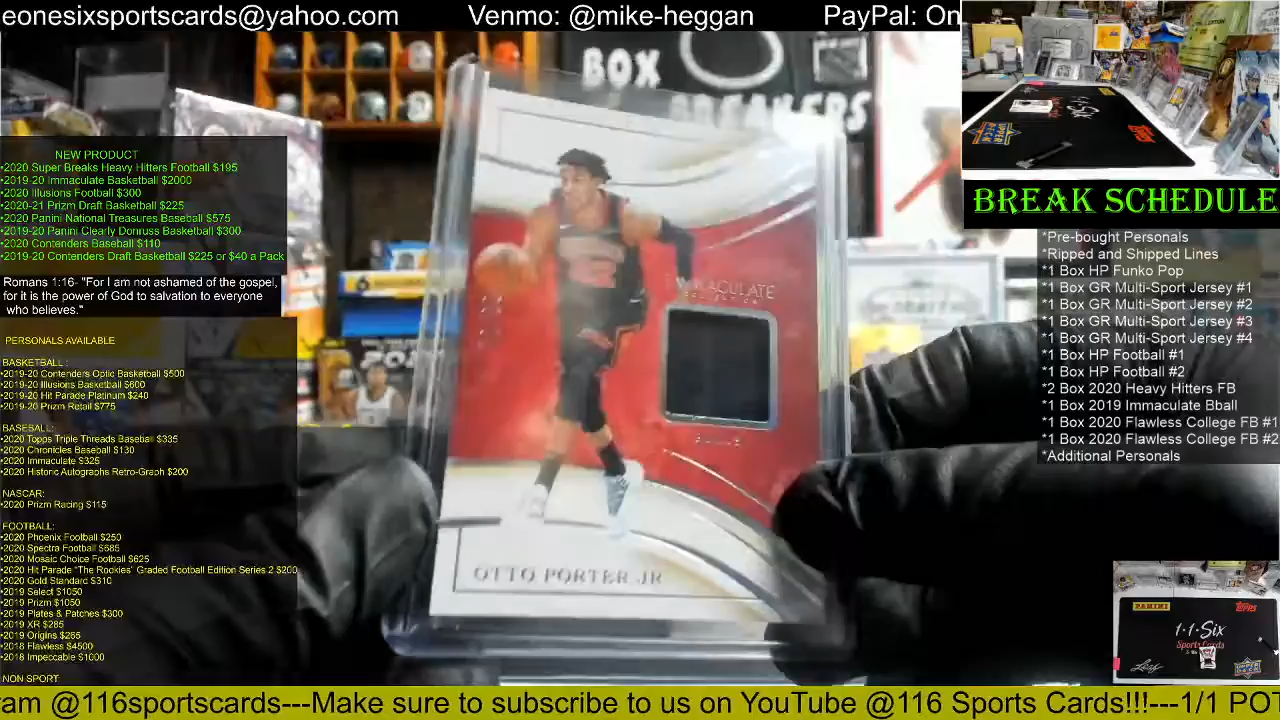 eonesixsportscards@yahoo.com Venmo: @mike-heggan PayPal: On
BOX
BREAKERS
NEW PRODUCT
•2020 Super Breaks Heavy Hitters Football $195
•2019-20 Immaculate Basketball $2000
•2020 Illusions Football $300
•2020-21 Prizm Draft Basketball $225
•2020 Panini National Treasures Baseball $575
•2019-20 Panini Clearly Donruss Basketball $300
•2020 Contenders Baseball $110
•2019-20 Contenders Draft Basketball $225 or $40 a Pack
Romans 1:16- "For I am not ashamed of the gospel,
for it is the power of God to salvation to everyone
who believes."
PERSONALS AVAILABLE
BASKETBALL:
•2019-20 Contenders Optic Basketball $500
•2019-20 Illusions Basketball $600
•2019-20 Hit Parade Platinum $240
•2019-20 Prizm Retail $775
BASEBALL:
•2020 Topps Triple Threads Baseball $335
•2020 Chronicles Baseball $130
•2020 Immaculate $325
•2020 Historic Autographs Retro-Graph $200
NASCAR:
•2020 Prizm Racing $115
FOOTBALL:
•2020 Phoenix Football $250
•2020 Spectra Football $685
•2020 Mosaic Choice Football $625
•2020 Hit Parade "The Rookies" Graded Football Edition Series 2 $200
•2020 Gold Standard $310
•2019 Select $1050
•2019 Prizm $1050
•2019 Plates & Patches $300
•2019 XR $285
•2019 Origins $265
•2018 Flawless $4500
•2018 Impeccable $1000
NON SPORT:
IMMACULATE
COLLECTION
OTTO PORTER JR
UPPER DECK
topps
BREAK SCHEDULE
*Pre-bought Personals
*Ripped and Shipped Lines
*1 Box HP Funko Pop
*1 Box GR Multi-Sport Jersey #1
*1 Box GR Multi-Sport Jersey #2
*1 Box GR Multi-Sport Jersey #3
*1 Box GR Multi-Sport Jersey #4
*1 Box HP Football #1
*1 Box HP Football #2
*2 Box 2020 Heavy Hitters FB
*1 Box 2019 Immaculate Bball
*1 Box 2020 Flawless College FB #1
*1 Box 2020 Flawless College FB #2
*Additional Personals
PANINI
topps
1·1·Six
Sports Cards
Leaf
UPPER DECK
am @116sportscards---Make sure to subscribe to us on YouTube @116 Sports Cards!!!---1/1 POT